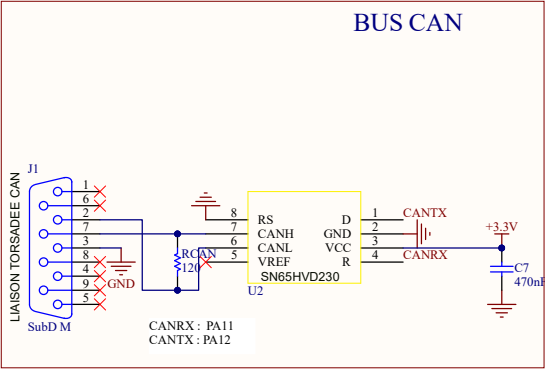 BUS CAN
LIAISON TORSADEE CAN
J1
1
6
2
7
3
8
4
9
5
GND
SubD M
RCAN
120
8 RS D 1 CANTX
7 CANH GND 2
6 CANL VCC 3
5 VREF R 4 CANRX
SN65HVD230
U2
+3.3V
C7
470nF
CANRX : PA11
CANTX : PA12